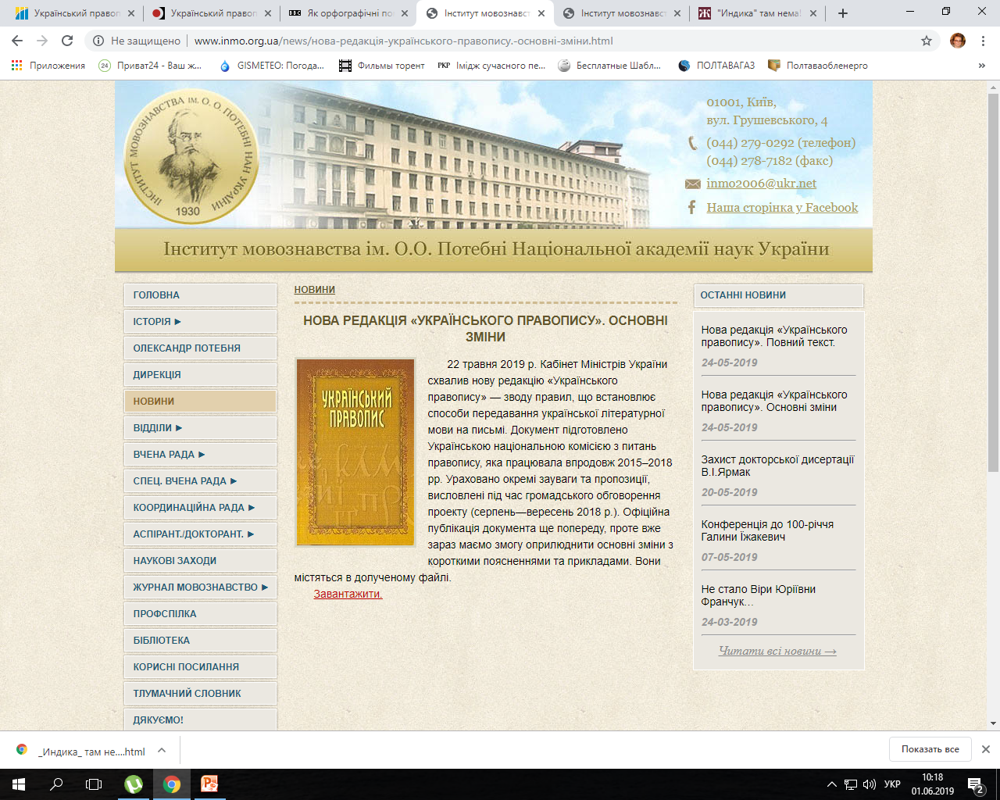 Український правоп
Український правоп
BBC Як орфографічні по
Інститут мовознавст
Інститут мовознавст
Ж "Индика" там нема!
Не защищено | www.inmo.org.ua/news/нова-редакція-українського-правопису.-основні-зміни.html
Приложения
24 Приват24 - Ваш ж...
GISMETEO: Погода...
Фильмы торент
РКР Імідж сучасного пе...
Бесплатные Шабл...
ПОЛТАВАГАЗ
Полтаваобленерго
»
ІНСТИТУТ МОВОЗНАВСТВА ІМ. О. О. ПОТЕБНІ НАН УКРАЇНИ
1930
01001, Київ,
вул. Грушевського, 4
(044) 279-0292 (телефон)
(044) 278-7182 (факс)
inmo2006@ukr.net
Наша сторінка у Facebook
Інститут мовознавства ім. О.О. Потебні Національної академії наук України
ГОЛОВНА
ІСТОРІЯ ►
ОЛЕКСАНДР ПОТЕБНЯ
ДИРЕКЦІЯ
НОВИНИ
ВІДДІЛИ ►
ВЧЕНА РАДА ►
СПЕЦ. ВЧЕНА РАДА ►
КООРДИНАЦІЙНА РАДА ►
АСПІРАНТ./ДОКТОРАНТ. ►
НАУКОВІ ЗАХОДИ
ЖУРНАЛ МОВОЗНАВСТВО ►
ПРОФСПІЛКА
БІБЛІОТЕКА
КОРИСНІ ПОСИЛАННЯ
ТЛУМАЧНИЙ СЛОВНИК
ДЯКУЄМО!
НОВИНИ
НОВА РЕДАКЦІЯ «УКРАЇНСЬКОГО ПРАВОПИСУ». ОСНОВНІ
ЗМІНИ
УКРАЇНСЬКИЙ
ПРАВОПИС
22 травня 2019 р. Кабінет Міністрів України
схвалив нову редакцію «Українського
правопису» — зводу правил, що встановлює
способи передавання української літературної
мови на письмі. Документ підготовлено
Українською національною комісією з питань
правопису, яка працювала впродовж 2015–2018
рр. Ураховано окремі зауваги та пропозиції,
висловлені під час громадського обговорення
проекту (серпень—вересень 2018 р.). Офіційна
публікація документа ще попереду, проте вже
зараз маємо змогу оприлюднити основні зміни з
короткими поясненнями та прикладами. Вони
містяться в долученому файлі.
Завантажити.
ОСТАННІ НОВИНИ
Нова редакція «Українського
правопису». Повний текст.
24-05-2019
Нова редакція «Українського
правопису». Основні зміни
24-05-2019
Захист докторської дисертації
В.І.Ярмак
20-05-2019
Конференція до 100-річчя
Галини Їжакевич
07-05-2019
Не стало Віри Юріївни
Франчук…
24-03-2019
Читати всі новини →
_Индика_ там не....html
Показать все
УКР
10:18
01.06.2019
2